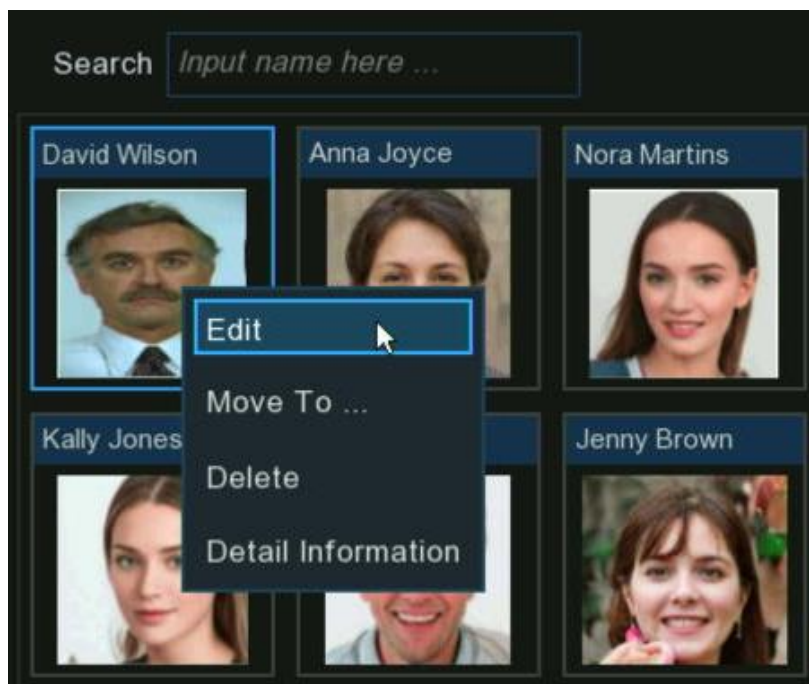 Search
Input name here ...
David Wilson
Anna Joyce
Nora Martins
Edit
Move To ...
Delete
Detail Information
Kally Jones
Jenny Brown